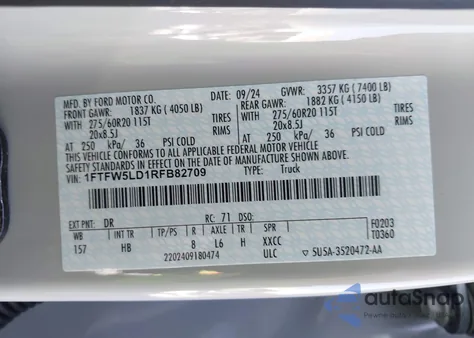 MFD. BY FORD MOTOR CO.
09/24 GVWR: 3357 KG (7400 LB)
FRONT GAWR: 1837 KG (4050 LB)
REAR GAWR: 1882 KG (4150 LB)
WITH 275/60R20 115T TIRES
WITH 275/60R20 115T TIRES
20x8.5J RIMS
20x8.5J RIMS
AT 250 kPa/ 36 PSI COLD
AT 250 kPa/ 36 PSI COLD
THIS VEHICLE CONFORMS TO ALL APPLICABLE FEDERAL MOTOR VEHICLE
SAFETY STANDARDS IN EFFECT ON THE DATE OF MANUFACTURE SHOWN ABOVE.
VIN: 1FTFW5LD1RFB82709
TYPE: Truck
EXT PNT: DR RC: 71 DSO: F0203
WB INT TR TP/PS R AXLE TR SPR T0360
157 HB 8 L6 H XXCC
2202409180474 ULC ▽ 5U5A-3520472-AA
autoSnap